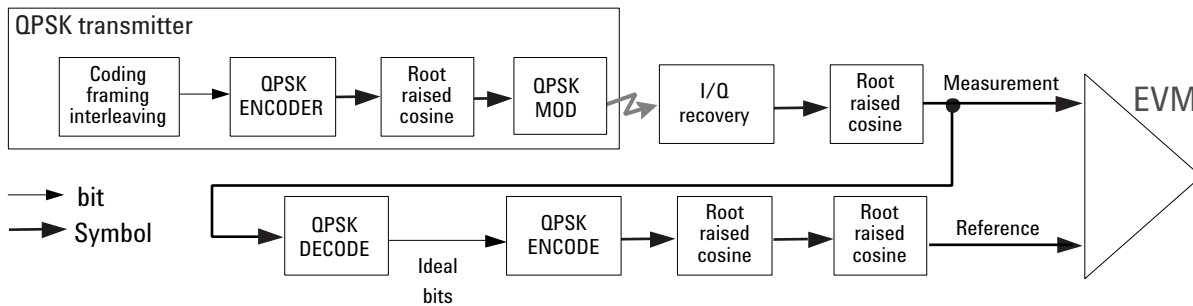 QPSK transmitter
Coding
framing
interleaving
QPSK
ENCODER
Root
raised
cosine
QPSK
MOD
I/Q
recovery
Root
raised
cosine
Measurement
EVM
bit
Symbol
QPSK
DECODE
Ideal
bits
QPSK
ENCODE
Root
raised
cosine
Root
raised
cosine
Reference